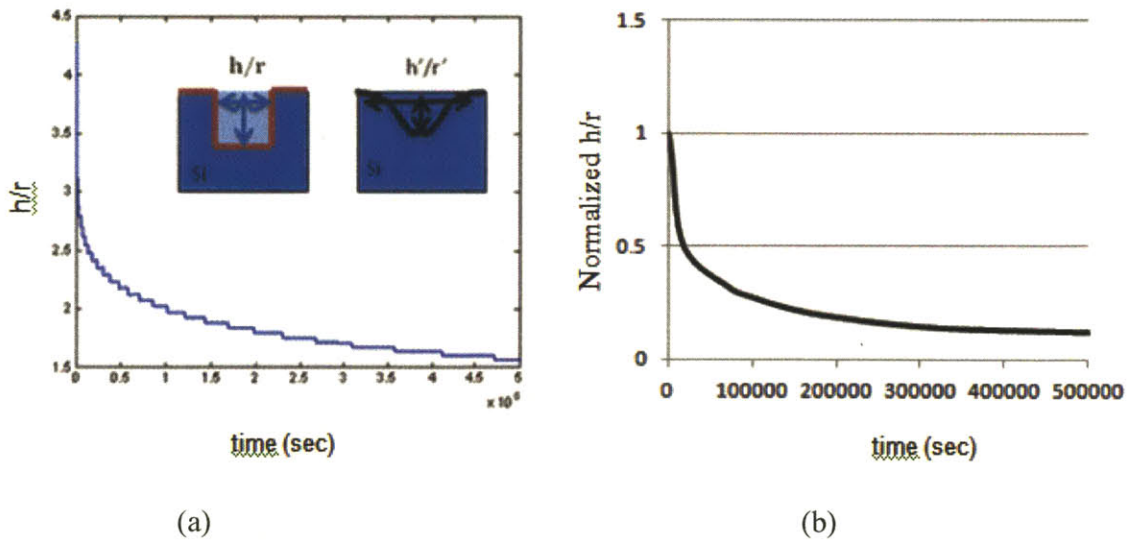 4.5
4
3.5
3
2.5
2
1.5
h/r
h/r
h'/r'
Si
Si
0 0.5 1 1.5 2 2.5 3 3.5 4 4.5 5
time (sec)
(a)
1.5
1
0.5
0
Normalized h/r
0 100000 200000 300000 400000 500000
time (sec)
(b)